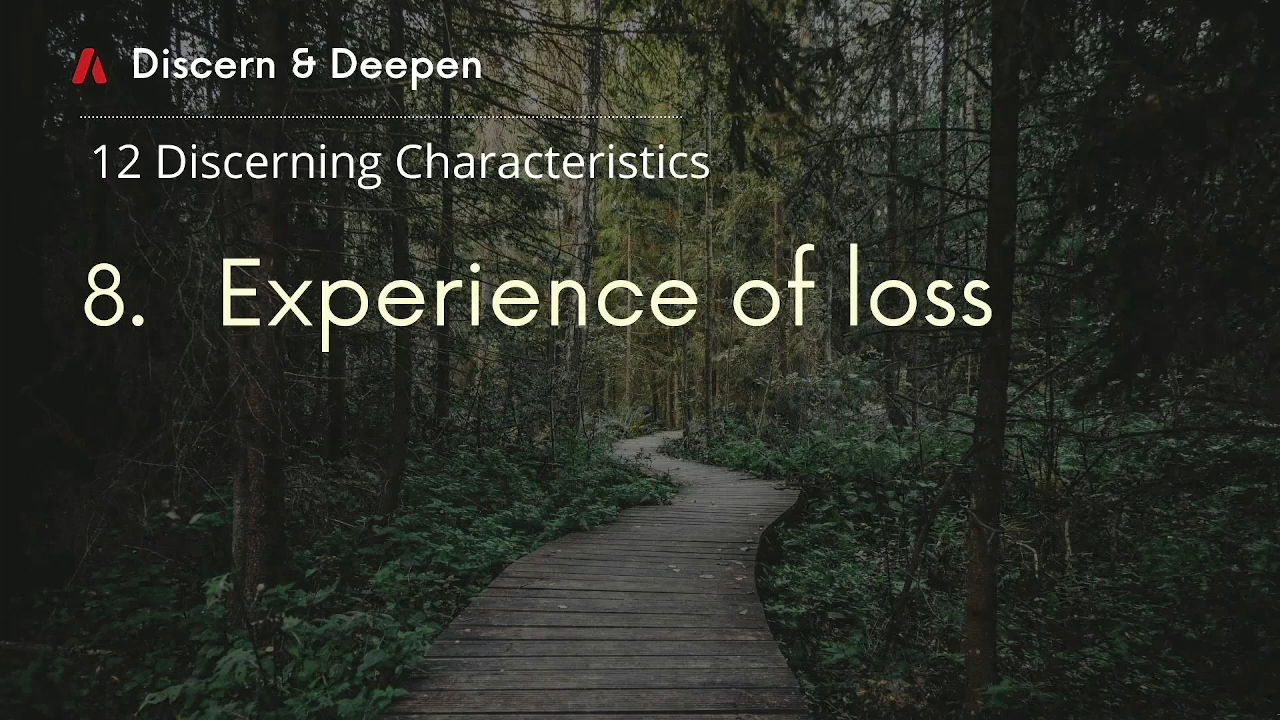 Discern & Deepen
12 Discerning Characteristics
8. Experience of loss